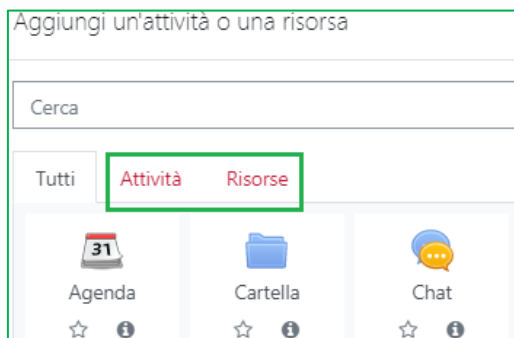 Aggiungi un'attività o una risorsa
Cerca
Tutti Attività Risorse
31
Agenda Cartella Chat